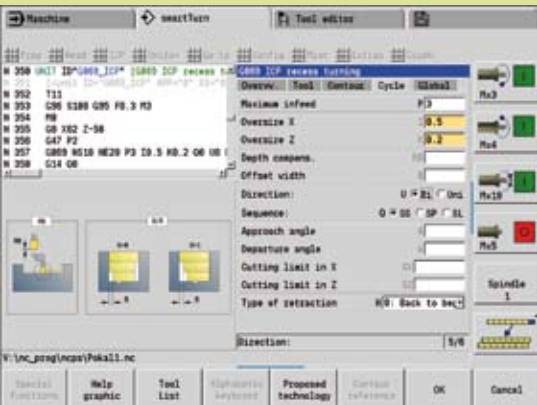 Machine
smartTurn
Tool editor
N 350 UNIT ID"G869_ICP" [G869 ICP recess t
N 352 T11
N 353 G96 S180 G95 F0.3 M3
N 354 M8
N 355 G0 X62 Z-58
N 356 G47 P2
N 357 G869 NS10 NE20 P3 I0.5 K0.2 Q0 U0
N 358 G14 Q0
G869 ICP recess turning
Overvw. Tool Contour Cycle Global
Maximum infeed P 3
Oversize X 0.5
Oversize Z 0.2
Depth compens.
Offset width
Direction: U Bi Uni
Sequence: Q SS SP SL
Approach angle
Departure angle
Cutting limit in X
Cutting limit in Z
Type of retraction H 0: Back to beg
Direction: 5/6
V:\nc_prog\ncps\Pokal1.nc
Special functions
Help graphic
Tool List
Alphabetic keyboard
Proposed technology
Contour reference
OK
Cancel
Mx3
Mx4
Mx10
Mx5
Spindle 1